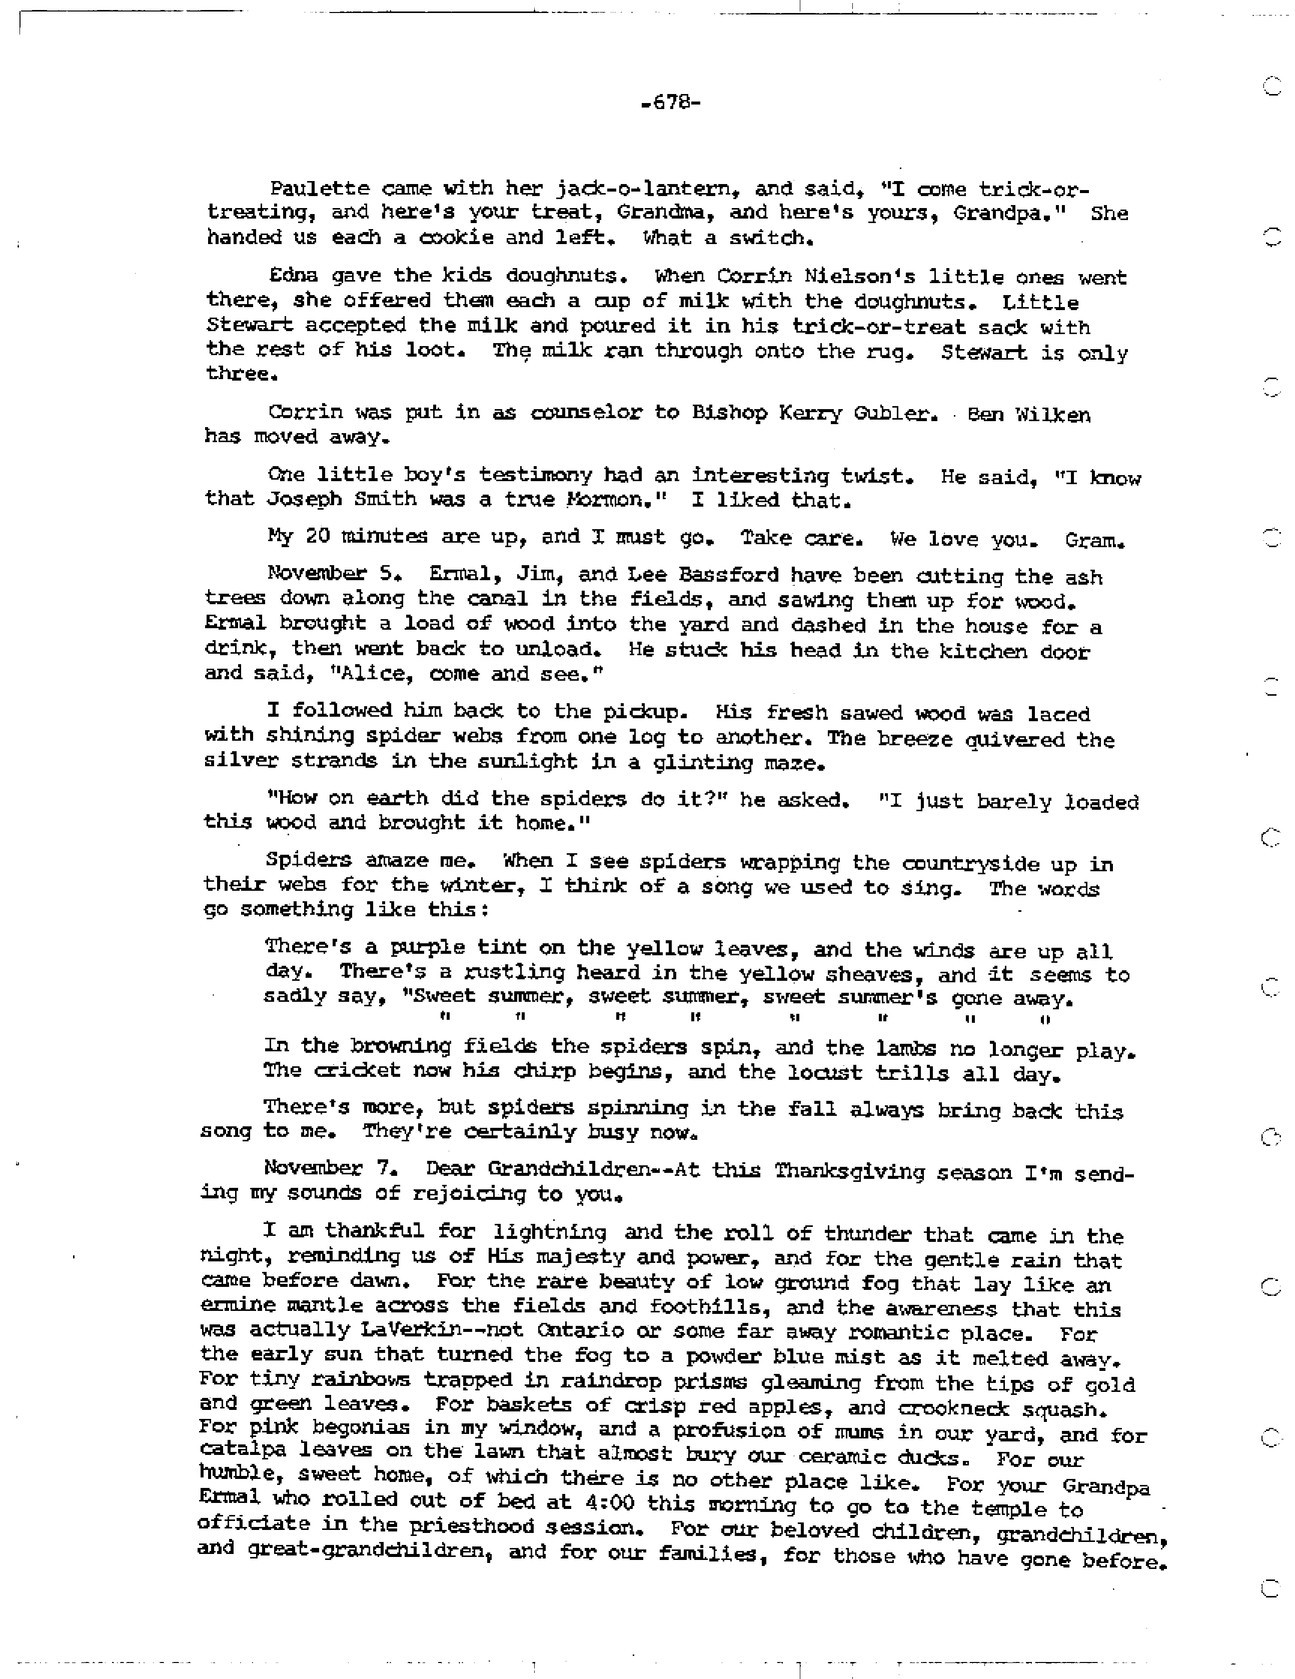 -678-
Paulette came with her jack-o-lantern, and said, "I come trick-or-
treating, and here's your treat, Grandma, and here's yours, Grandpa." She
handed us each a cookie and left. What a switch.
Edna gave the kids doughnuts. When Corrin Nielson's little ones went
there, she offered them each a cup of milk with the doughnuts. Little
Stewart accepted the milk and poured it in his trick-or-treat sack with
the rest of his loot. The milk ran through onto the rug. Stewart is only
three.
Corrin was put in as counselor to Bishop Kerry Gubler. Ben Wilken
has moved away.
One little boy's testimony had an interesting twist. He said, "I know
that Joseph Smith was a true Mormon." I liked that.
My 20 minutes are up, and I must go. Take care. We love you. Gram.
November 5. Ermal, Jim, and Lee Bassford have been cutting the ash
trees down along the canal in the fields, and sawing them up for wood.
Ermal brought a load of wood into the yard and dashed in the house for a
drink, then went back to unload. He stuck his head in the kitchen door
and said, "Alice, come and see."
I followed him back to the pickup. His fresh sawed wood was laced
with shining spider webs from one log to another. The breeze quivered the
silver strands in the sunlight in a glinting maze.
"How on earth did the spiders do it?" he asked. "I just barely loaded
this wood and brought it home."
Spiders amaze me. When I see spiders wrapping the countryside up in
their webs for the winter, I think of a song we used to sing. The words
go something like this:
There's a purple tint on the yellow leaves, and the winds are up all
day. There's a rustling heard in the yellow sheaves, and it seems to
sadly say, "Sweet summer, sweet summer, sweet summer's gone away.
" " " " " " " "
In the browning fields the spiders spin, and the lambs no longer play.
The cricket now his chirp begins, and the locust trills all day.
There's more, but spiders spinning in the fall always bring back this
song to me. They're certainly busy now.
November 7. Dear Grandchildren--At this Thanksgiving season I'm send-
ing my sounds of rejoicing to you.
I am thankful for lightning and the roll of thunder that came in the
night, reminding us of His majesty and power, and for the gentle rain that
came before dawn. For the rare beauty of low ground fog that lay like an
ermine mantle across the fields and foothills, and the awareness that this
was actually LaVerkin--not Ontario or some far away romantic place. For
the early sun that turned the fog to a powder blue mist as it melted away.
For tiny rainbows trapped in raindrop prisms gleaming from the tips of gold
and green leaves. For baskets of crisp red apples, and crookneck squash.
For pink begonias in my window, and a profusion of mums in our yard, and for
catalpa leaves on the lawn that almost bury our ceramic ducks. For our
humble, sweet home, of which there is no other place like. For your Grandpa
Ermal who rolled out of bed at 4:00 this morning to go to the temple to
officiate in the priesthood session. For our beloved children, grandchildren,
and great-grandchildren, and for our families, for those who have gone before.